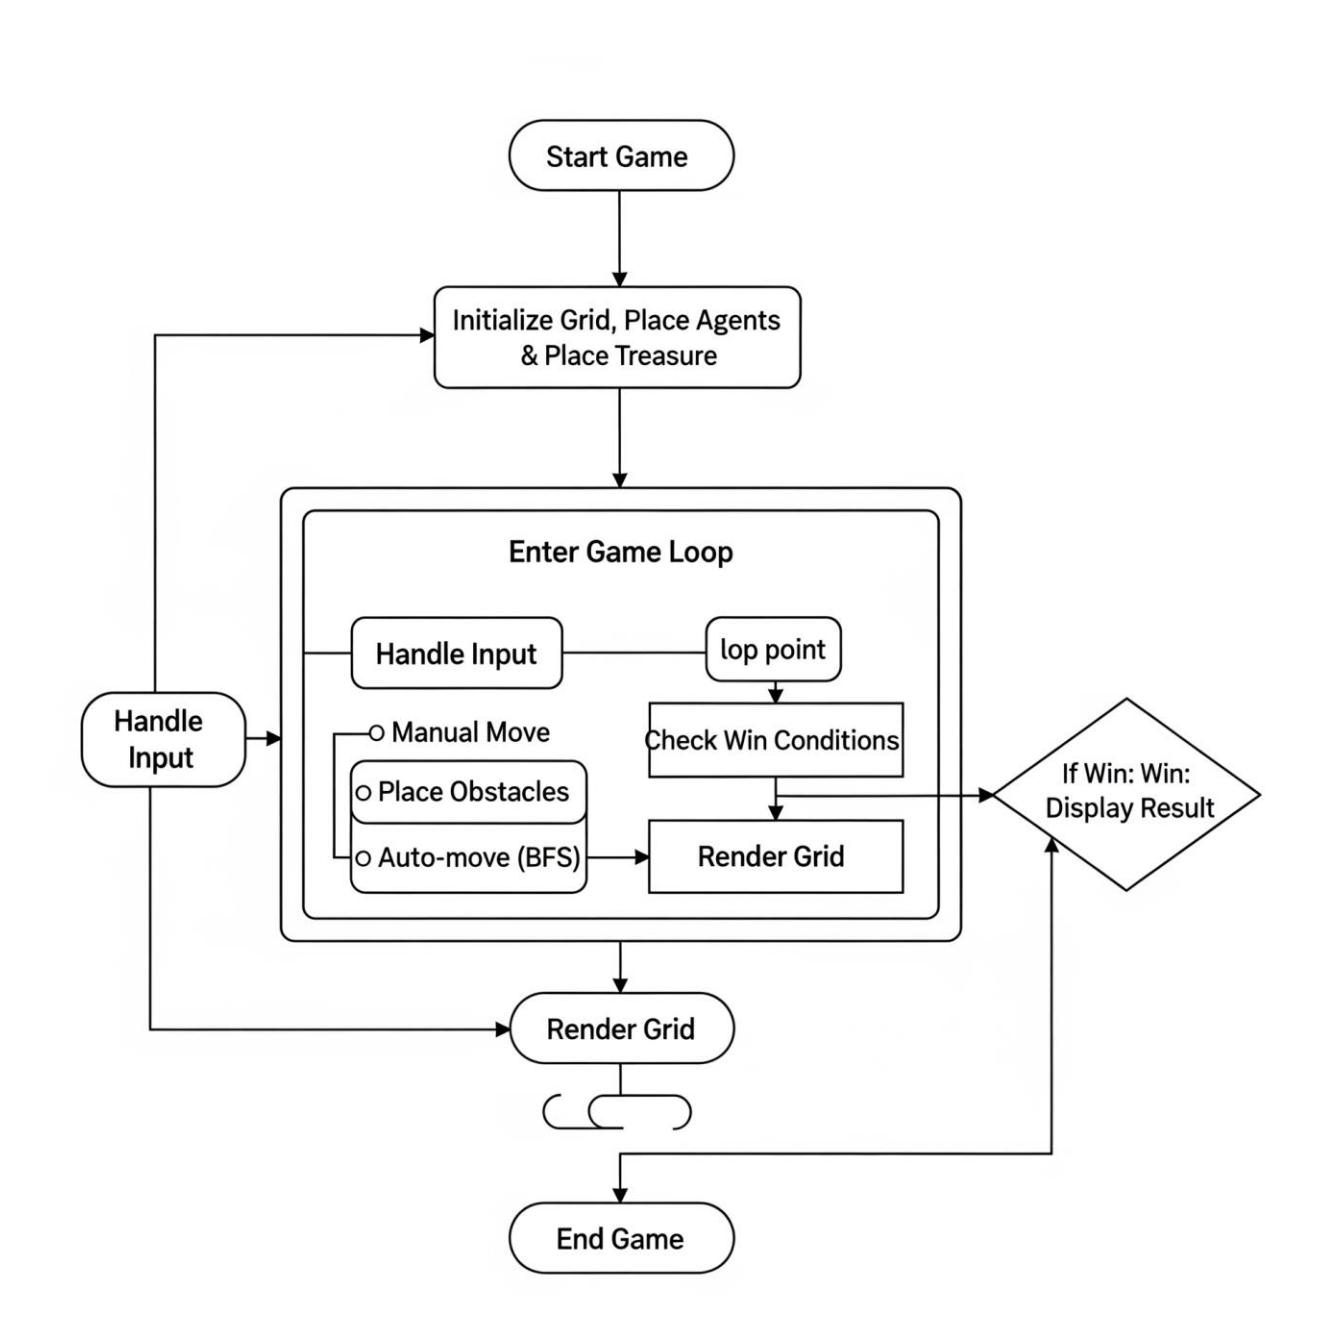 Start Game
Initialize Grid, Place Agents
& Place Treasure
Enter Game Loop
Handle Input
lop point
Handle
Input
Manual Move
Check Win Conditions
Place Obstacles
If Win: Win:
Display Result
Auto-move (BFS)
Render Grid
Render Grid
End Game